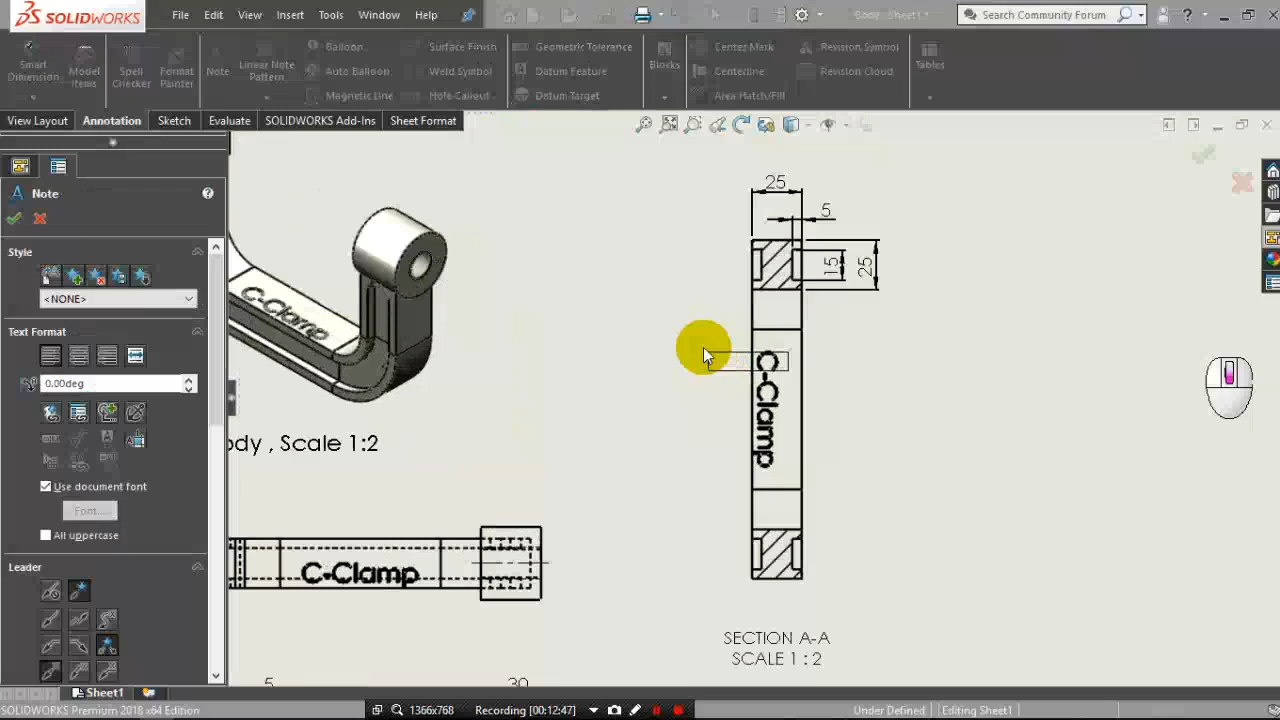 SOLIDWORKS
File Edit View Insert Tools Window Help
Body : Sheet1
Search Community Forum
?
Smart Dimension
Model Items
Spell Checker
Format Painter
Note
Linear Note Pattern
Balloon
Auto Balloon
Magnetic Line
Surface Finish
Weld Symbol
Hole Callout
Geometric Tolerance
Datum Feature
Datum Target
Blocks
Center Mark
Centerline
Area Hatch/Fill
Revision Symbol
Revision Cloud
Tables
View Layout Annotation Sketch Evaluate SOLIDWORKS Add-Ins Sheet Format
Note
Style
<NONE>
Text Format
0.00deg
Use document font
Font...
All uppercase
Leader
C-Clamp
ody , Scale 1:2
C-Clamp
5
30
25
5
15
25
C-Clamp
SECTION A-A
SCALE 1 : 2
Sheet1
SOLIDWORKS Premium 2018 x64 Edition
1366x768
Recording [00:12:47]
Under Defined
Editing Sheet1